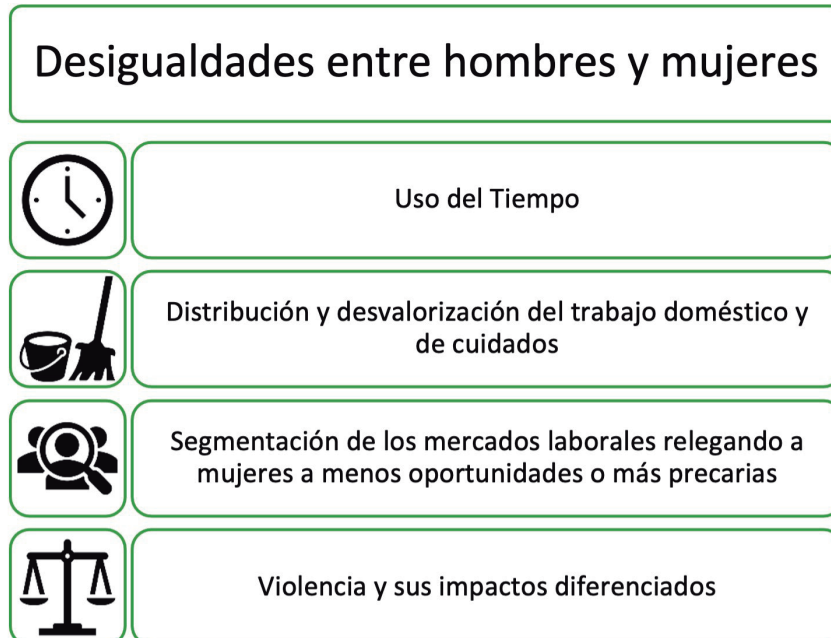 Desigualdades entre hombres y mujeres
Uso del Tiempo
Distribución y desvalorización del trabajo doméstico y
de cuidados
Segmentación de los mercados laborales relegando a
mujeres a menos oportunidades o más precarias
Violencia y sus impactos diferenciados